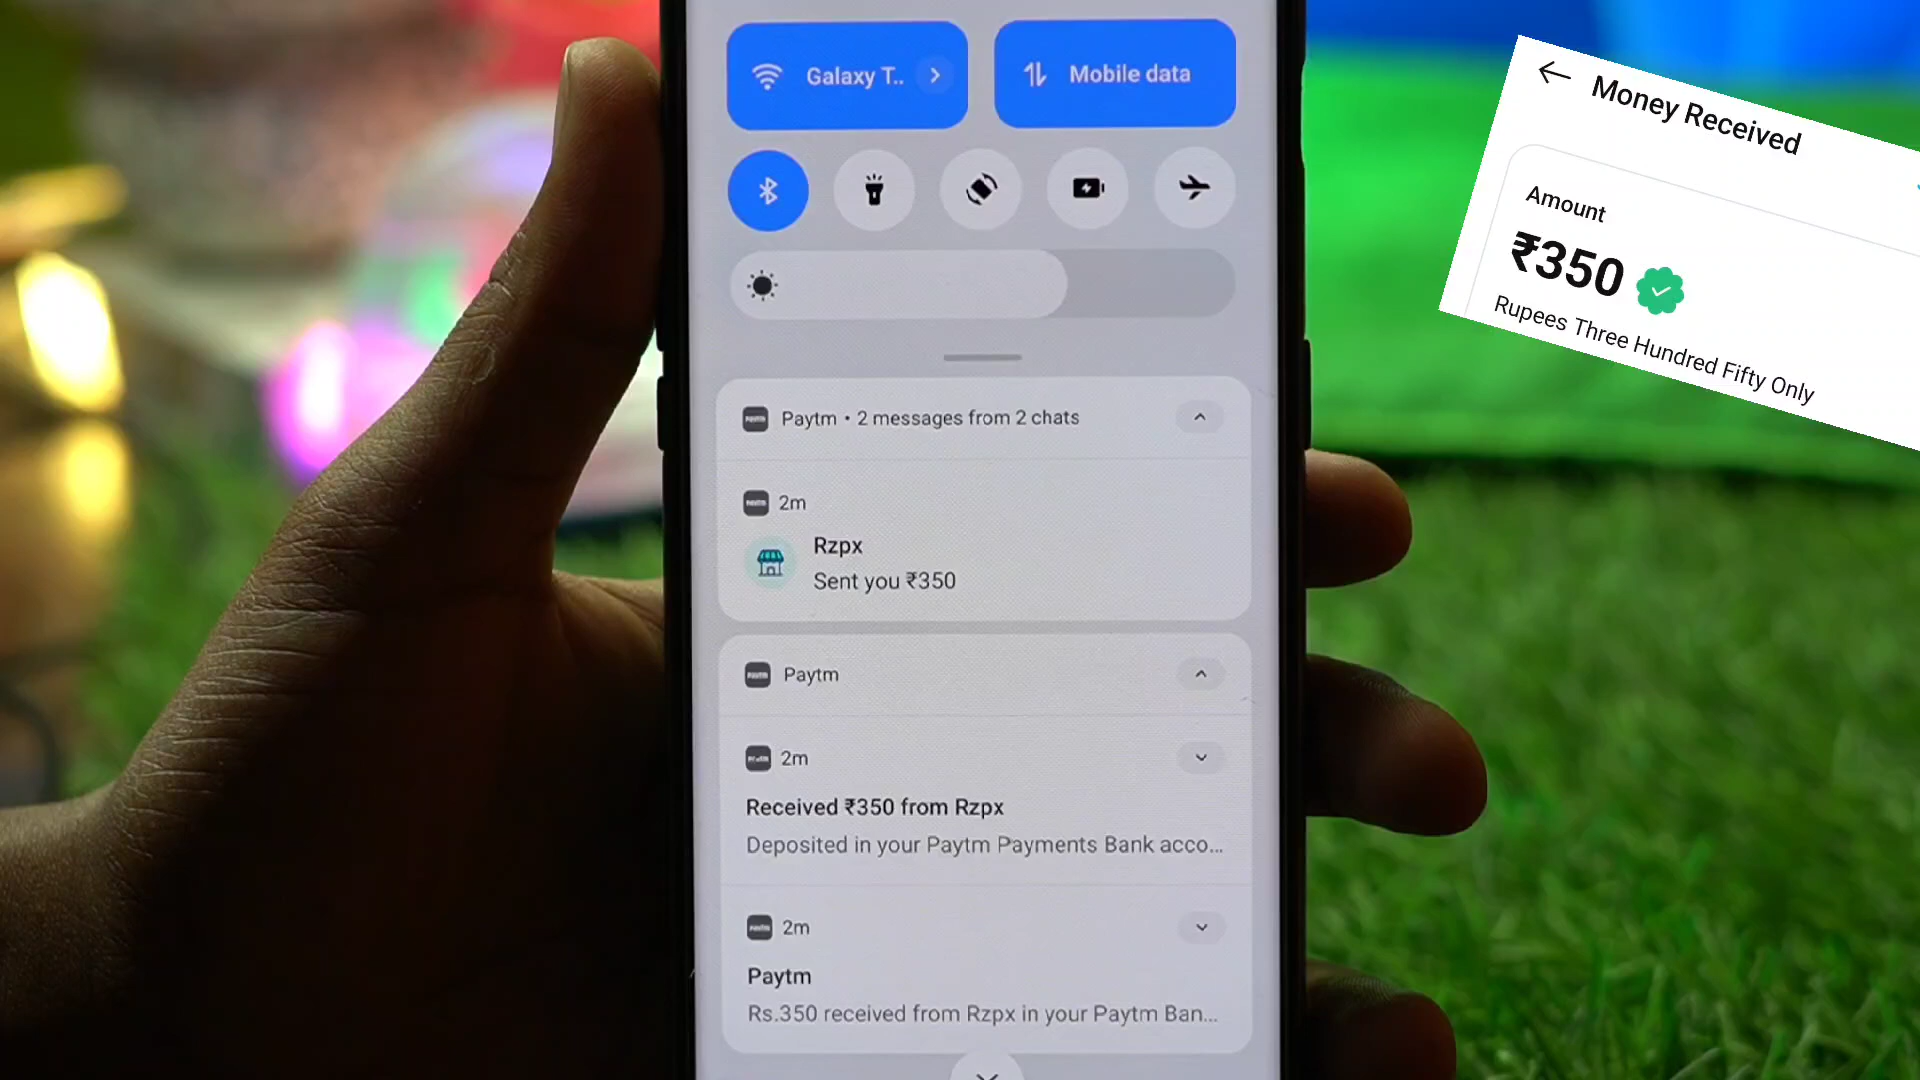 Galaxy T..
Mobile data
Paytm • 2 messages from 2 chats
2m
Rzpx
Sent you ₹350
Paytm
2m
Received ₹350 from Rzpx
Deposited in your Paytm Payments Bank acco...
2m
Paytm
Rs.350 received from Rzpx in your Paytm Ban...
Money Received
Amount
₹350
Rupees Three Hundred Fifty Only